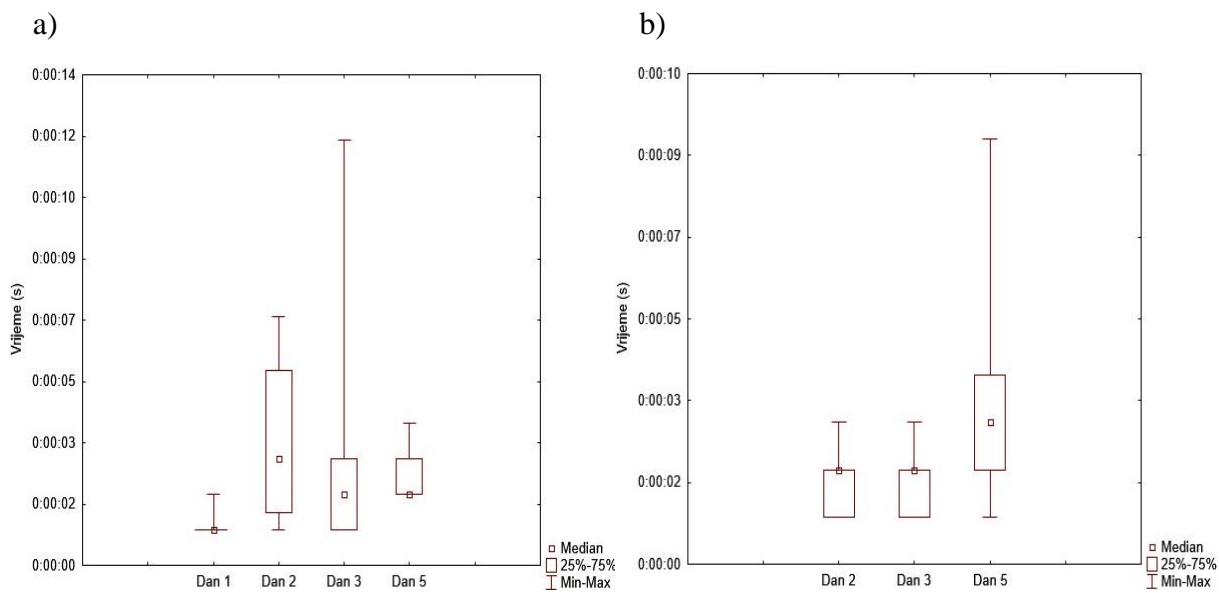 a)
0:00:14
0:00:12
0:00:10
0:00:09
0:00:07
0:00:05
0:00:03
0:00:02
0:00:00
Vrijeme (s)
Dan 1 Dan 2 Dan 3 Dan 5
Median
25%-75%
Min-Max
b)
0:00:10
0:00:09
0:00:07
0:00:05
0:00:03
0:00:02
0:00:00
Vrijeme (s)
Dan 2 Dan 3 Dan 5
Median
25%-75%
Min-Max